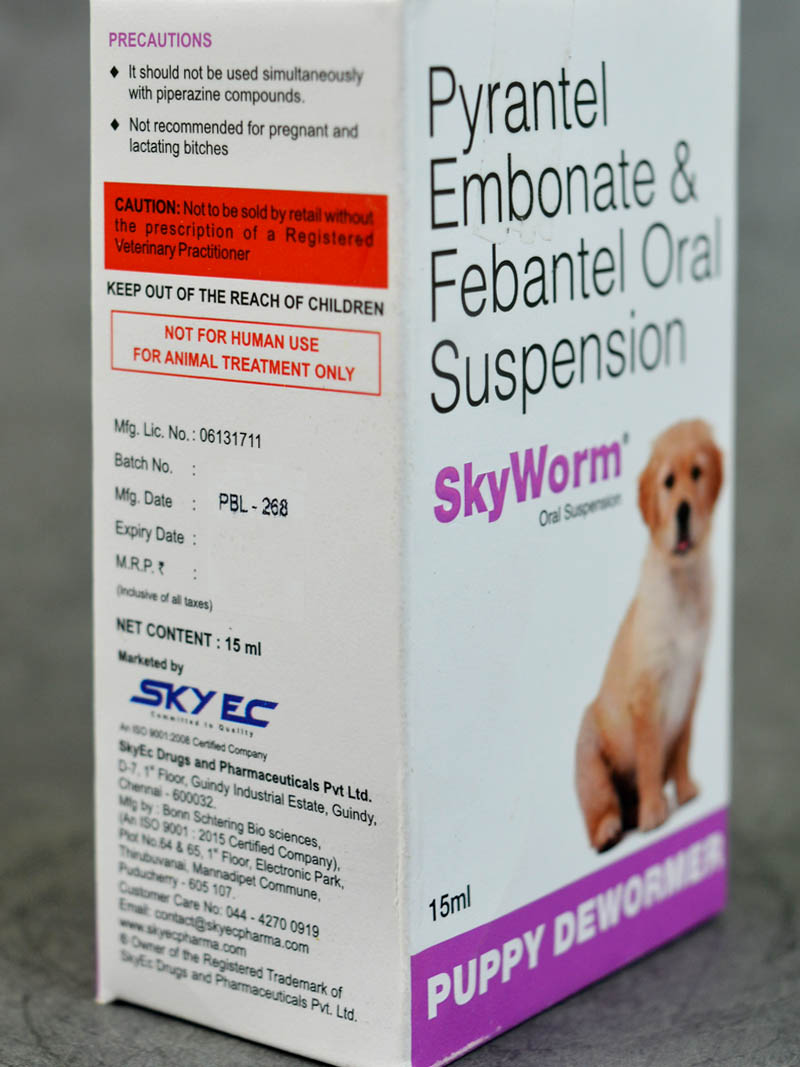 PRECAUTIONS
♦ It should not be used simultaneously
with piperazine compounds.
♦ Not recommended for pregnant and
lactating bitches
CAUTION: Not to be sold by retail without
the prescription of a Registered
Veterinary Practitioner
KEEP OUT OF THE REACH OF CHILDREN
NOT FOR HUMAN USE
FOR ANIMAL TREATMENT ONLY
Mfg. Lic. No. : 06131711
Batch No. :
Mfg. Date : PBL - 268
Expiry Date :
M.R.P. ₹ :
(Inclusive of all taxes)
NET CONTENT : 15 ml
Marketed by
SKY EC
Committed to Quality
An ISO 9001:2008 Certified Company
SkyEc Drugs and Pharmaceuticals Pvt Ltd.
D-7, 1st Floor, Guindy Industrial Estate, Guindy,
Chennai - 600032.
Mfg by : Bonn Schtering Bio sciences,
(An ISO 9001 : 2015 Certified Company),
Plot No.64 & 65, 1st Floor, Electronic Park,
Thirubuvanai, Mannadipet Commune,
Puducherry - 605 107.
Customer Care No: 044 - 4270 0919
Email: contact@skyecpharma.com
www.skyecpharma.com
® Owner of the Registered Trademark of
SkyEc Drugs and Pharmaceuticals Pvt. Ltd.
Pyrantel
Embonate &
Febantel Oral
Suspension
SkyWorm®
Oral Suspension
15ml
PUPPY DEWORMER